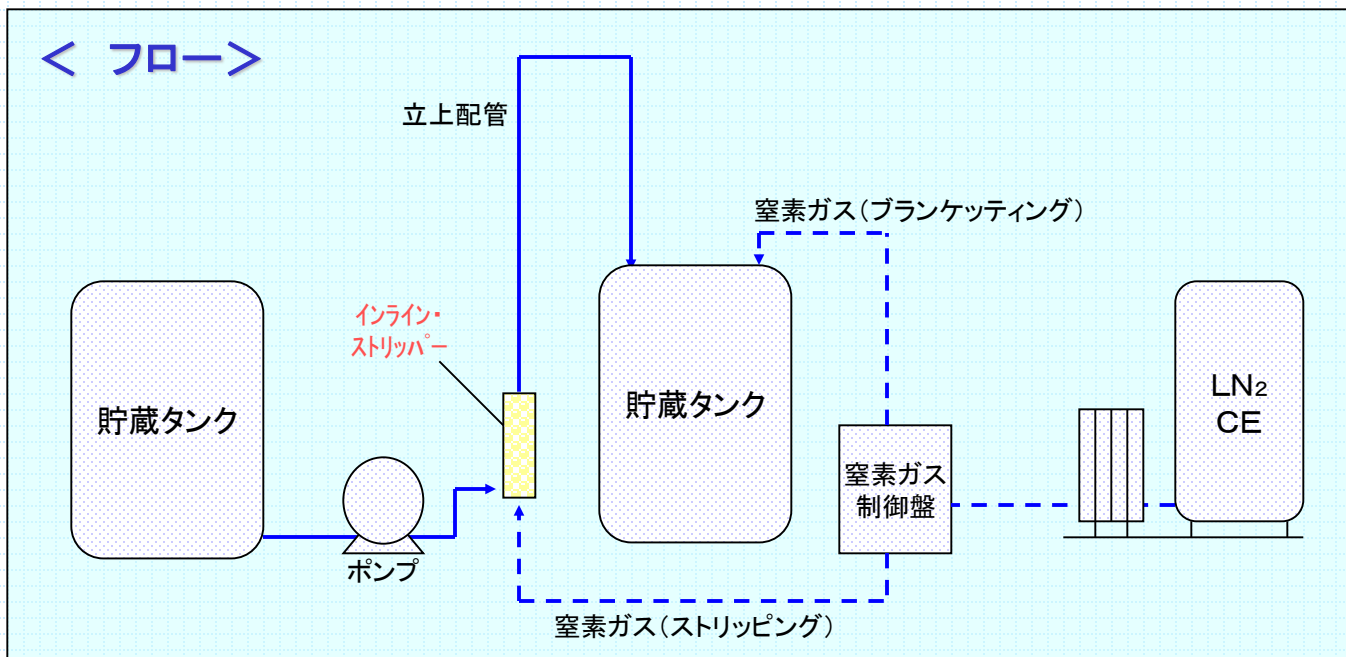 < フロー>
立上配管
窒素ガス(ブランケッティング)
インライン・
ストリッパー
貯蔵タンク
貯蔵タンク
LN₂
CE
窒素ガス
制御盤
ポンプ
窒素ガス(ストリッピング)